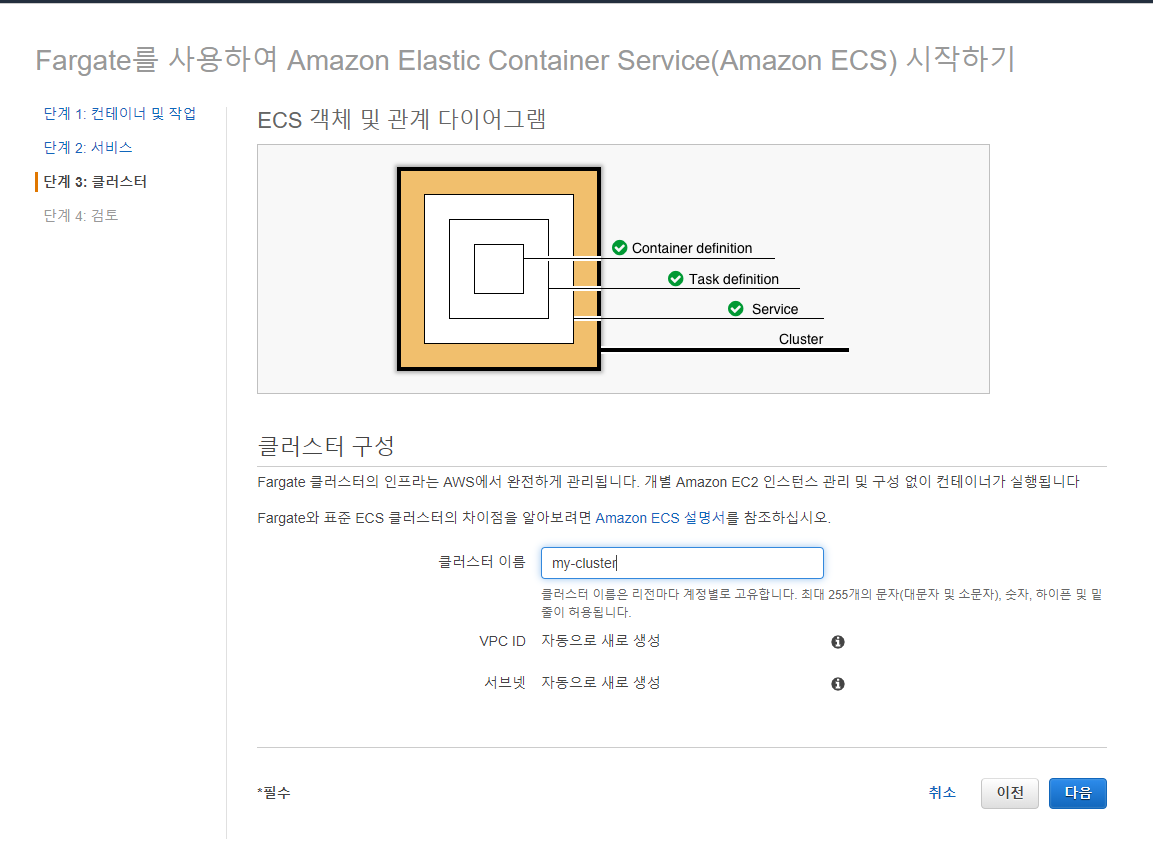 Fargate를 사용하여 Amazon Elastic Container Service(Amazon ECS) 시작하기
단계 1: 컨테이너 및 작업
단계 2: 서비스
단계 3: 클러스터
단계 4: 검토
ECS 객체 및 관계 다이어그램
Container definition
Task definition
Service
Cluster
클러스터 구성
Fargate 클러스터의 인프라는 AWS에서 완전하게 관리됩니다. 개별 Amazon EC2 인스턴스 관리 및 구성 없이 컨테이너가 실행됩니다
Fargate와 표준 ECS 클러스터의 차이점을 알아보려면 Amazon ECS 설명서를 참조하십시오.
클러스터 이름 my-cluster
클러스터 이름은 리전마다 계정별로 고유합니다. 최대 255개의 문자(대문자 및 소문자), 숫자, 하이픈 및 밑
줄이 허용됩니다.
VPC ID 자동으로 새로 생성
서브넷 자동으로 새로 생성
*필수 취소 이전 다음